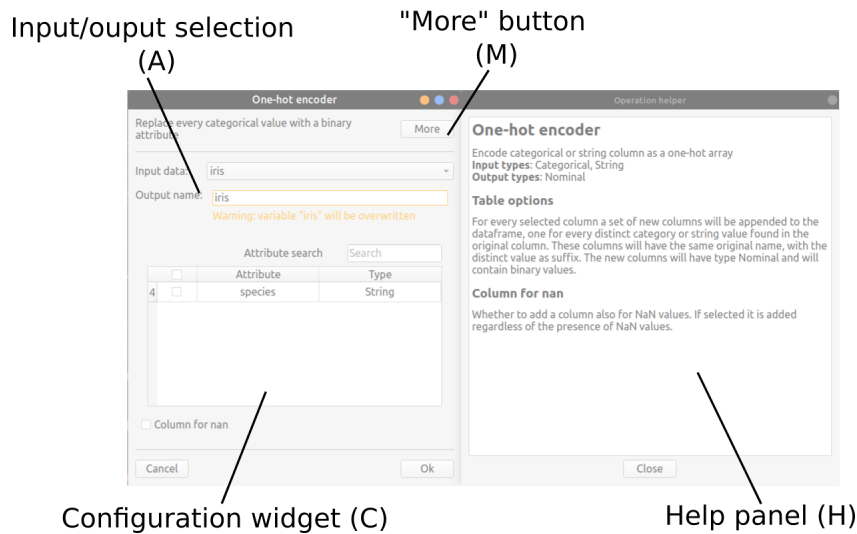 Input/ouput selection
(A)
"More" button
(M)
One-hot encoder
Replace every categorical value with a binary
attribute
More
Input data:
iris
Output name:
iris
Warning: variable "iris" will be overwritten
Attribute search
Search
Attribute
Type
4
species
String
Column for nan
Cancel
Ok
Operation helper
One-hot encoder
Encode categorical or string column as a one-hot array
Input types: Categorical, String
Output types: Nominal
Table options
For every selected column a set of new columns will be appended to the
dataframe, one for every distinct category or string value found in the
original column. These columns will have the same original name, with the
distinct value as suffix. The new columns will have type Nominal and will
contain binary values.
Column for nan
Whether to add a column also for NaN values. If selected it is added
regardless of the presence of NaN values.
Close
Configuration widget (C)
Help panel (H)